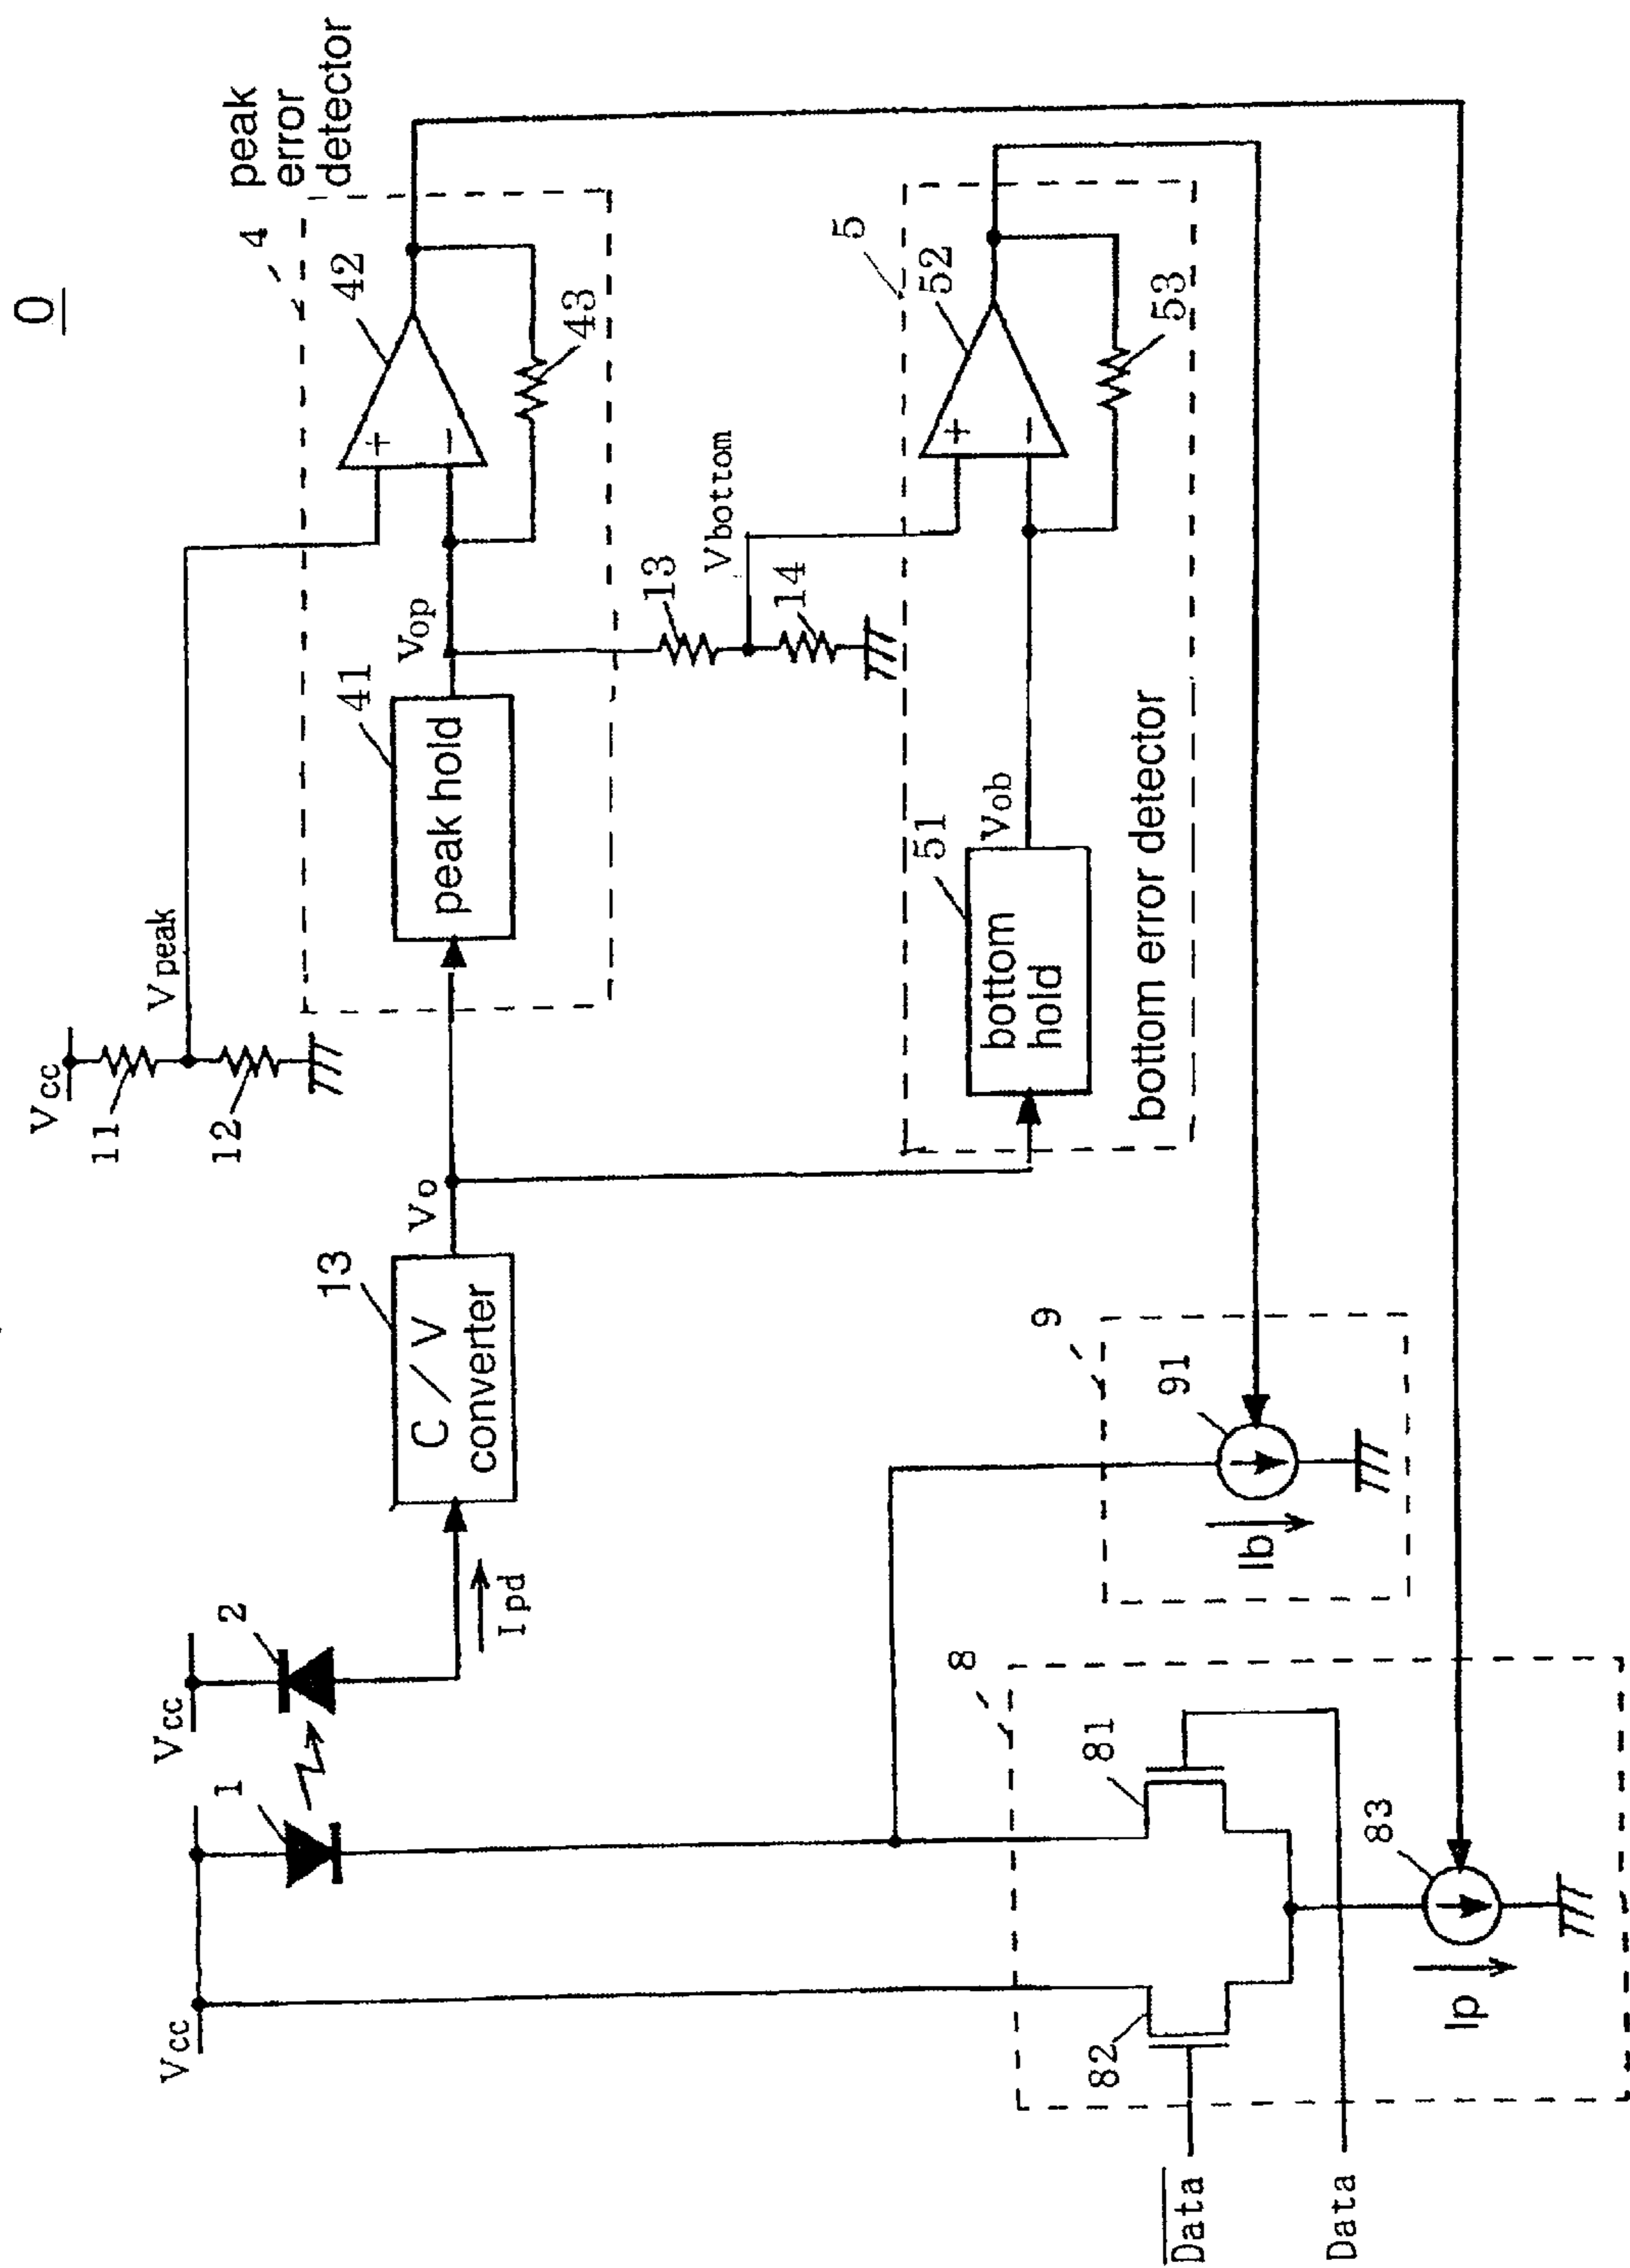 0
Vcc
11
12
Vpeak
peak
error
detector
4
42
43
41
peak hold
Vop
13
Vbottom
14
5
52
53
51
bottom
hold
Vob
bottom error detector
13
C／V
converter
Vo
Vcc
2
Ipd
Vcc
1
9
91
Ib
8
81
82
83
Ip
Data
Data